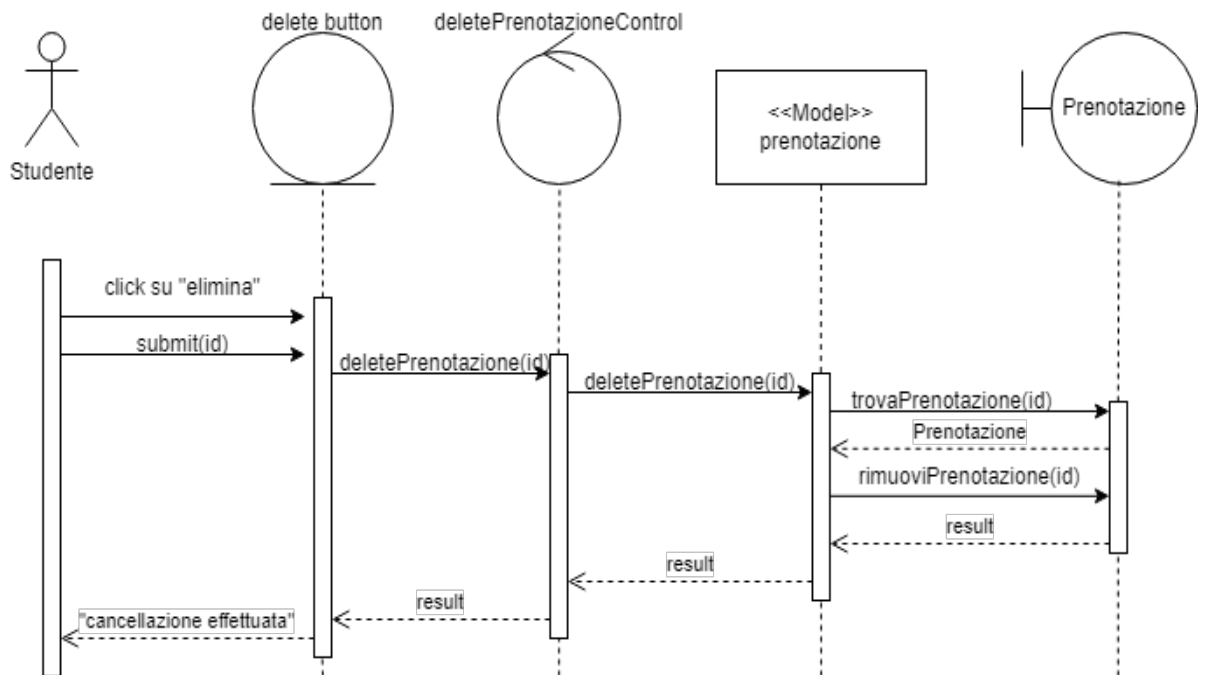 delete button
deletePrenotazioneControl
<<Model>>
prenotazione
Prenotazione
Studente
click su "elimina"
submit(id)
deletePrenotazione(id)
deletePrenotazione(id)
trovaPrenotazione(id)
Prenotazione
rimuoviPrenotazione(id)
result
result
result
"cancellazione effettuata"